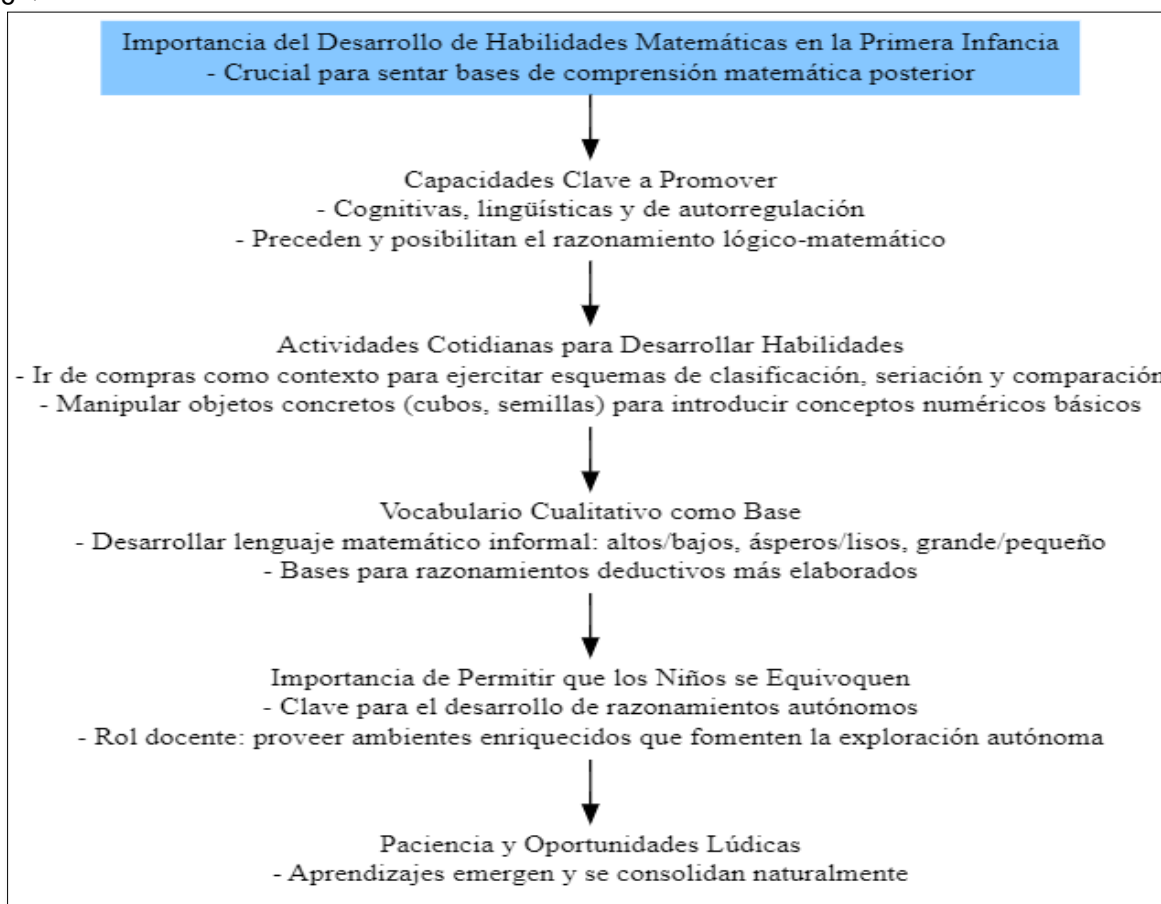 Importancia del Desarrollo de Habilidades Matemáticas en la Primera Infancia
- Crucial para sentar bases de comprensión matemática posterior
Capacidades Clave a Promover
- Cognitivas, lingüísticas y de autorregulación
- Preceden y posibilitan el razonamiento lógico-matemático
Actividades Cotidianas para Desarrollar Habilidades
- Ir de compras como contexto para ejercitar esquemas de clasificación, seriación y comparación
- Manipular objetos concretos (cubos, semillas) para introducir conceptos numéricos básicos
Vocabulario Cualitativo como Base
- Desarrollar lenguaje matemático informal: altos/bajos, ásperos/lisos, grande/pequeño
- Bases para razonamientos deductivos más elaborados
Importancia de Permitir que los Niños se Equivoquen
- Clave para el desarrollo de razonamientos autónomos
- Rol docente: proveer ambientes enriquecidos que fomenten la exploración autónoma
Paciencia y Oportunidades Lúdicas
- Aprendizajes emergen y se consolidan naturalmente